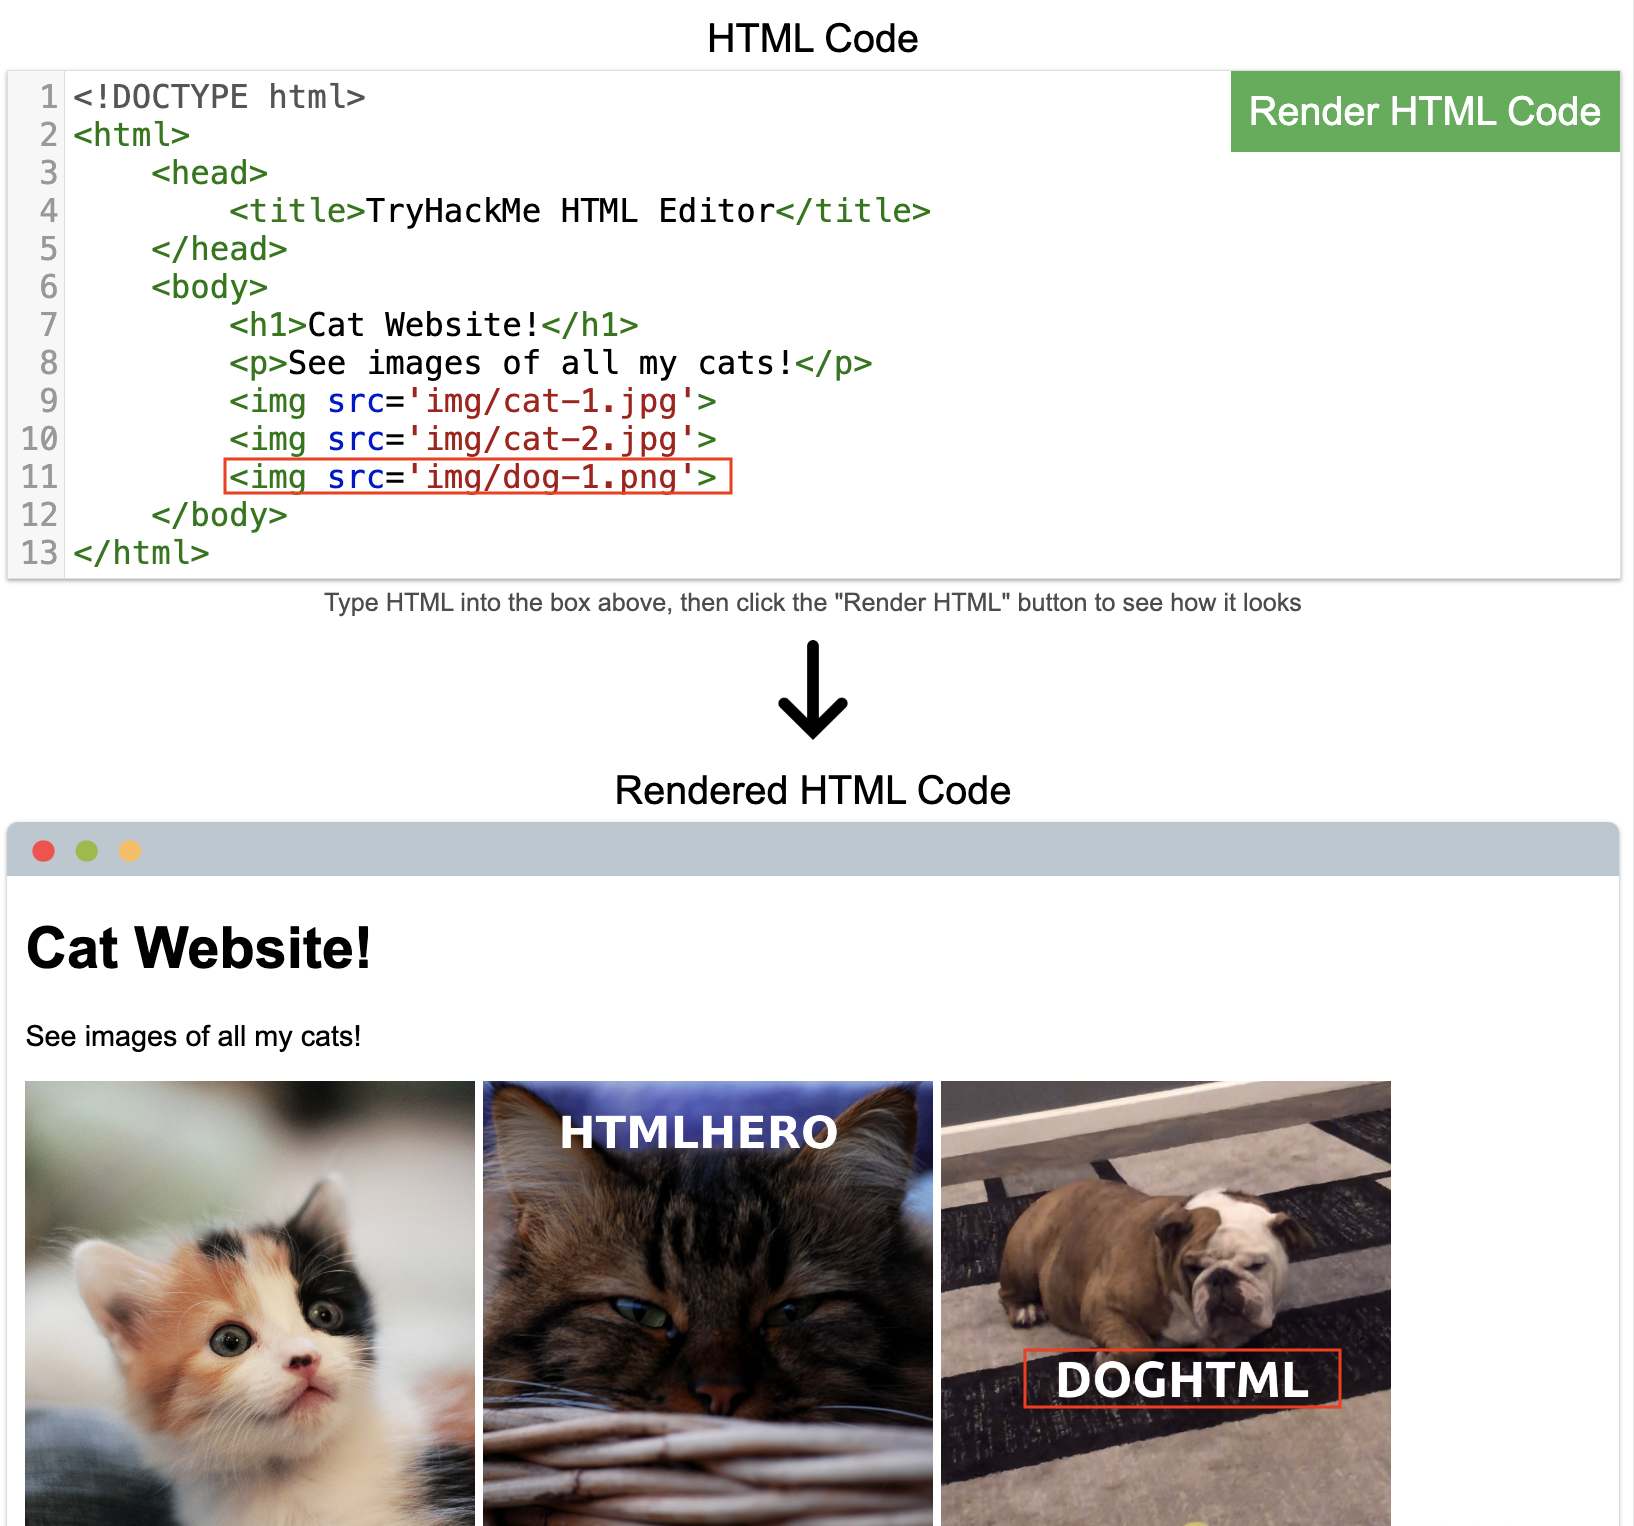 HTML Code
Render HTML Code
1 <!DOCTYPE html>
2 <html>
3     <head>
4         <title>TryHackMe HTML Editor</title>
5     </head>
6     <body>
7         <h1>Cat Website!</h1>
8         <p>See images of all my cats!</p>
9         <img src='img/cat-1.jpg'>
10         <img src='img/cat-2.jpg'>
11         <img src='img/dog-1.png'>
12     </body>
13 </html>
Type HTML into the box above, then click the "Render HTML" button to see how it looks
Rendered HTML Code
Cat Website!
See images of all my cats!
HTMLHERO
DOGHTML